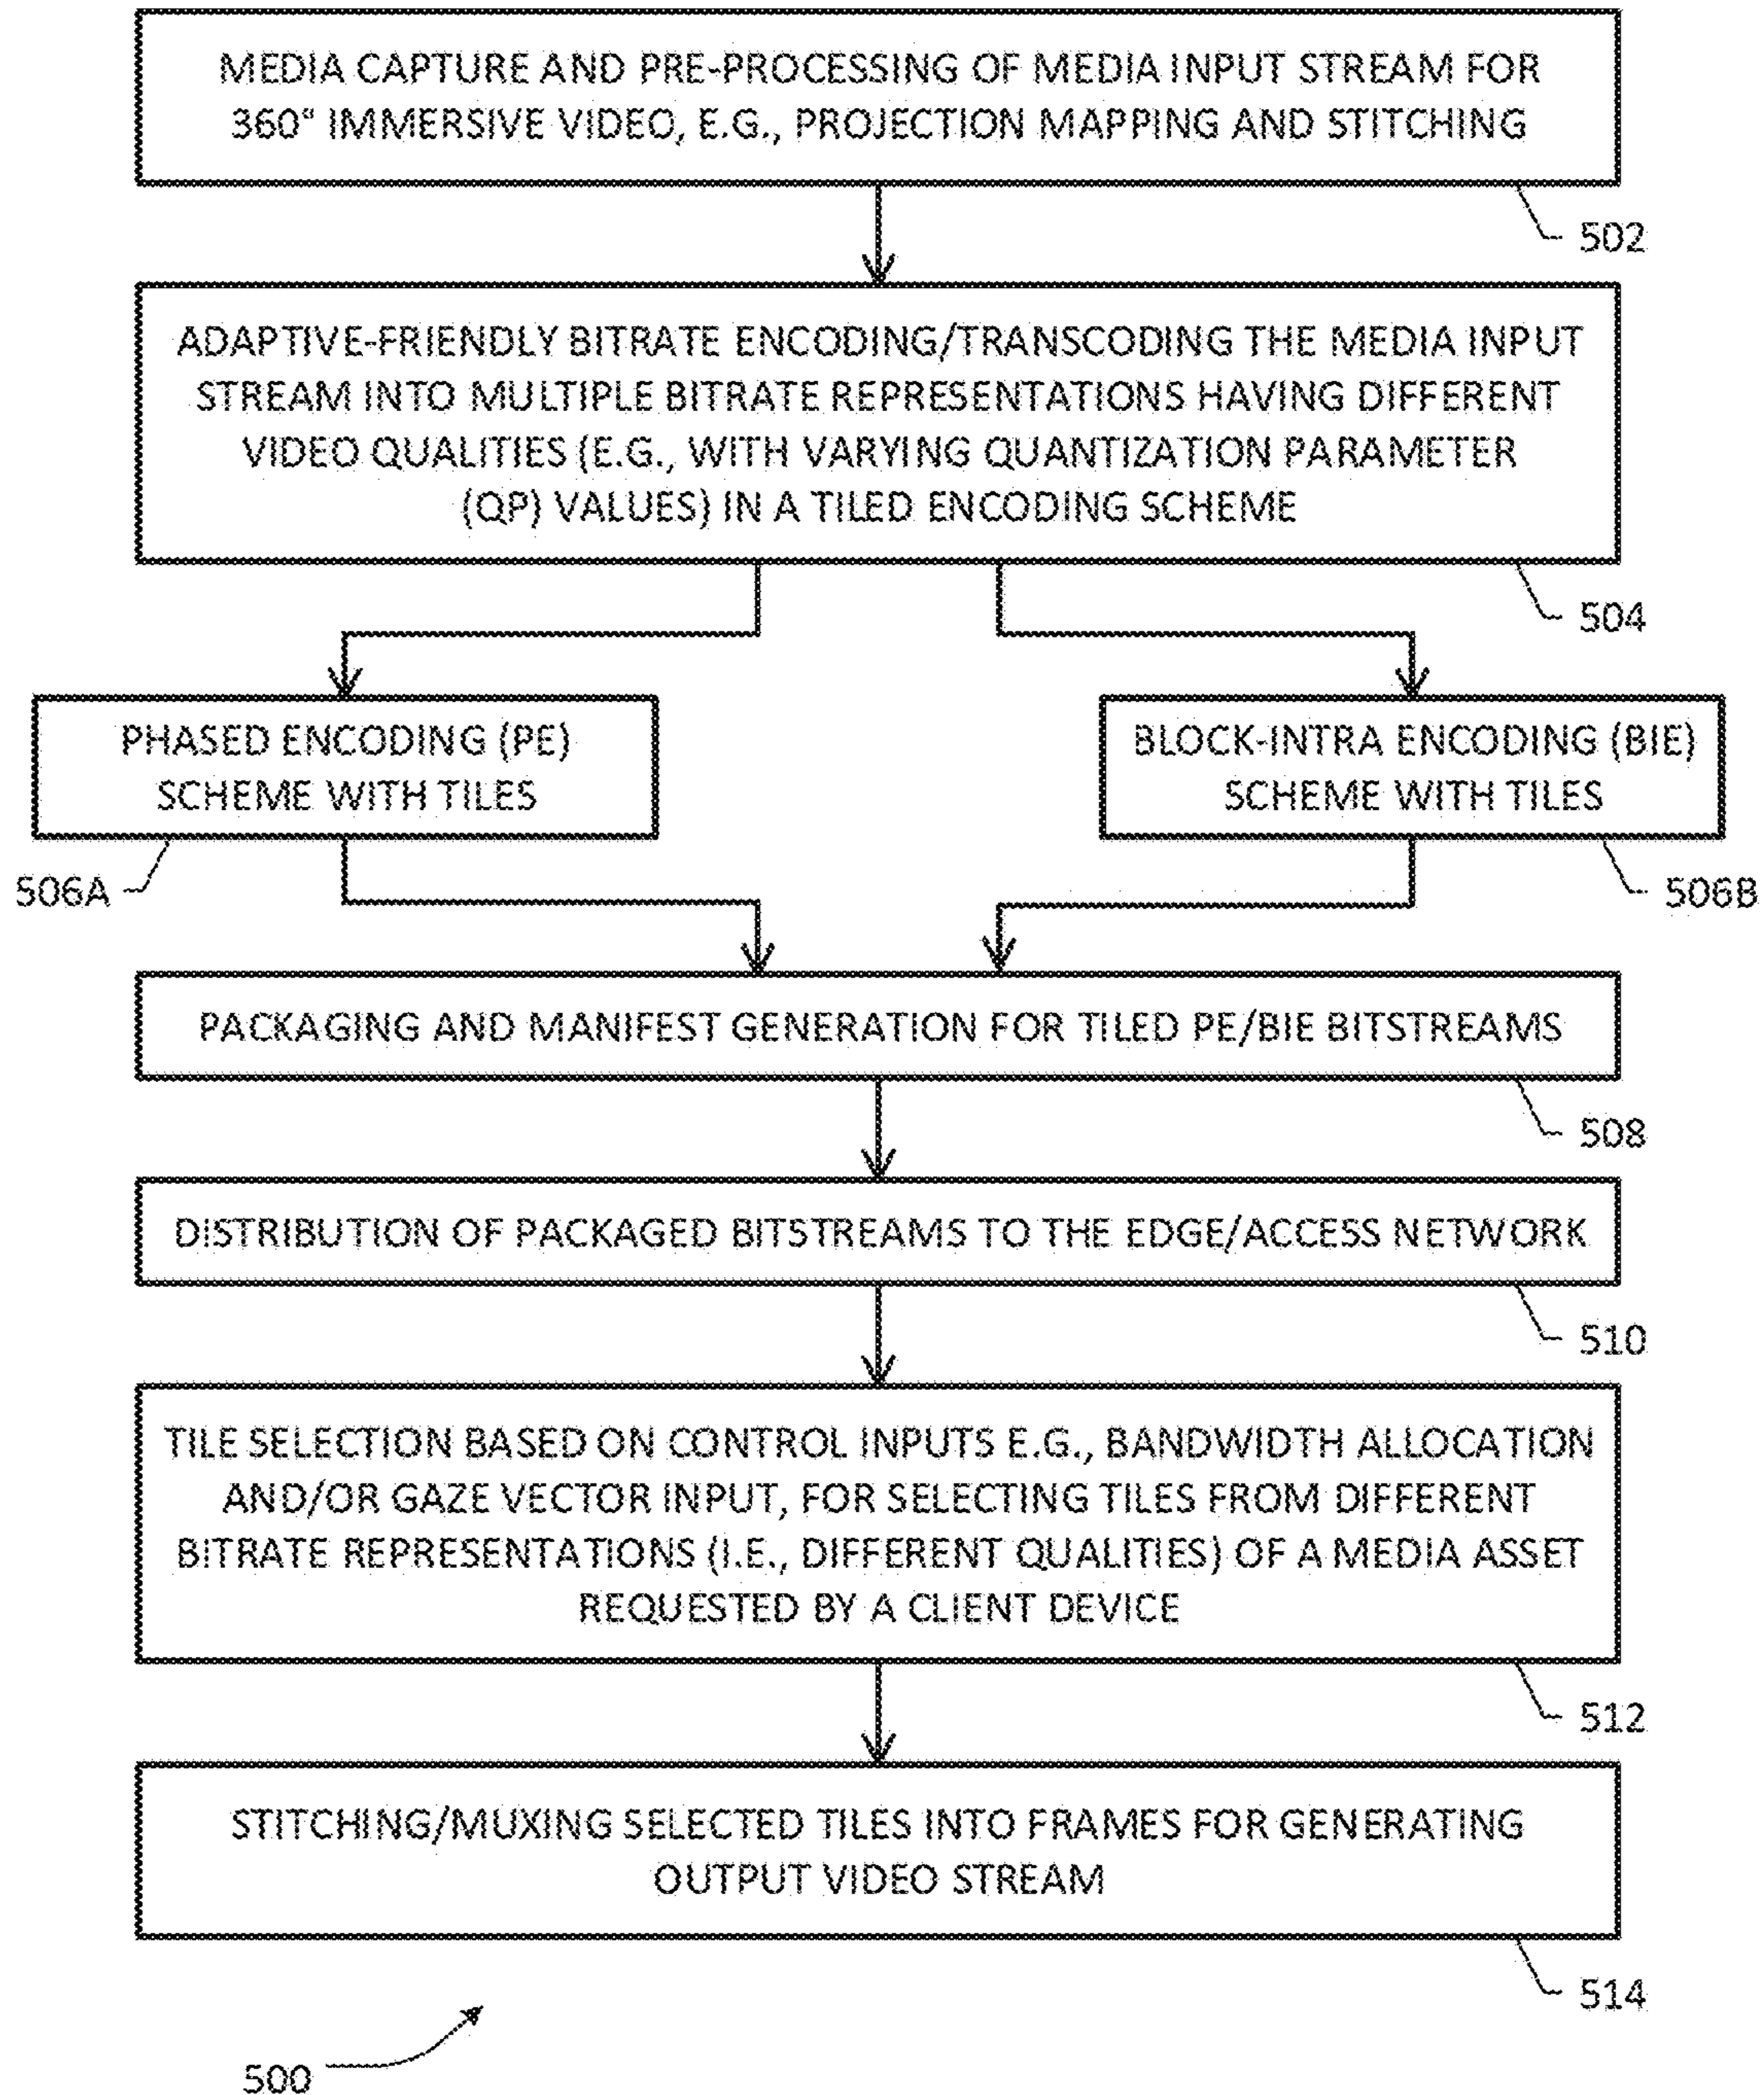 MEDIA CAPTURE AND PRE-PROCESSING OF MEDIA INPUT STREAM FOR
360° IMMERSIVE VIDEO, E.G., PROJECTION MAPPING AND STITCHING
502
ADAPTIVE-FRIENDLY BITRATE ENCODING/TRANSCODING THE MEDIA INPUT
STREAM INTO MULTIPLE BITRATE REPRESENTATIONS HAVING DIFFERENT
VIDEO QUALITIES (E.G., WITH VARYING QUANTIZATION PARAMETER
(QP) VALUES) IN A TILED ENCODING SCHEME
504
PHASED ENCODING (PE)
SCHEME WITH TILES
506A
BLOCK-INTRA ENCODING (BIE)
SCHEME WITH TILES
506B
PACKAGING AND MANIFEST GENERATION FOR TILED PE/BIE BITSTREAMS
508
DISTRIBUTION OF PACKAGED BITSTREAMS TO THE EDGE/ACCESS NETWORK
510
TILE SELECTION BASED ON CONTROL INPUTS E.G., BANDWIDTH ALLOCATION
AND/OR GAZE VECTOR INPUT, FOR SELECTING TILES FROM DIFFERENT
BITRATE REPRESENTATIONS (I.E., DIFFERENT QUALITIES) OF A MEDIA ASSET
REQUESTED BY A CLIENT DEVICE
512
STITCHING/MUXING SELECTED TILES INTO FRAMES FOR GENERATING
OUTPUT VIDEO STREAM
514
500